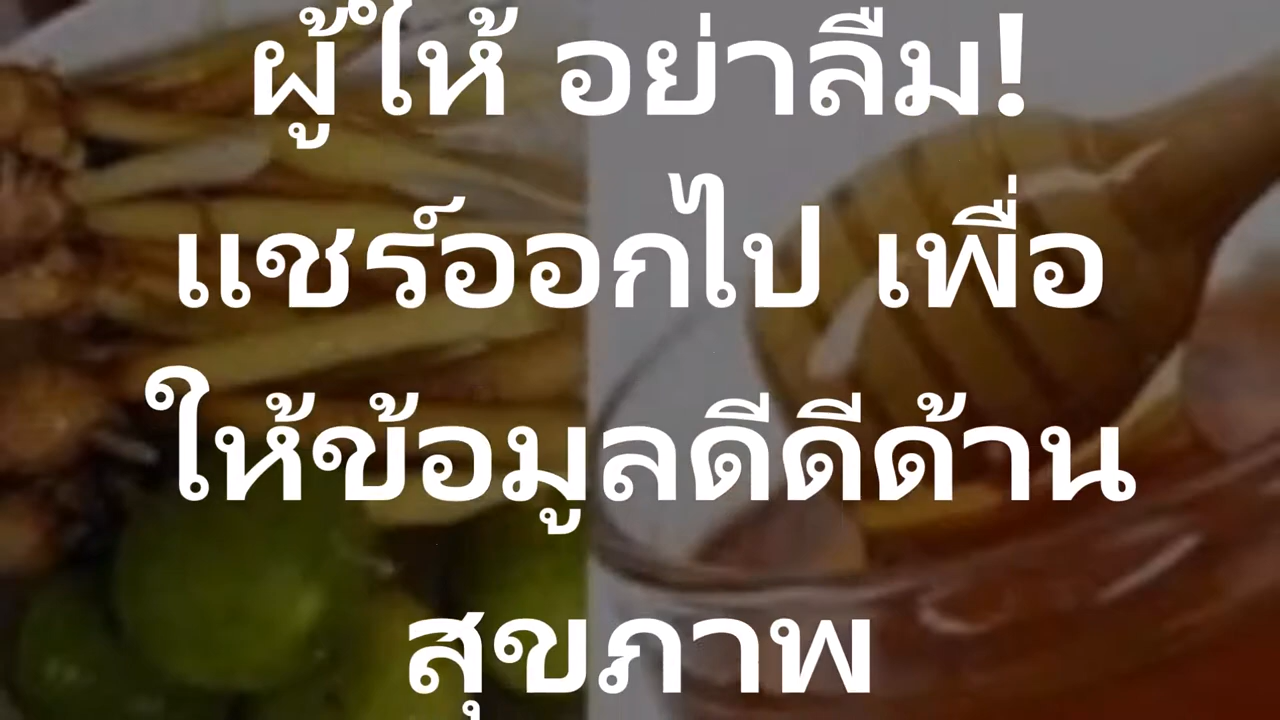 ผู้ให้ อย่าลืม!
แชร์ออกไป เพื่อ
ให้ข้อมูลดีดีด้าน
สุขภาพ